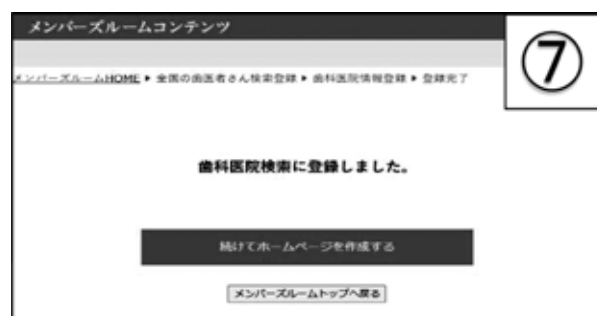 メンバーズルームコンテンツ
⑦
メンバーズルームHOME ▶ 全国の歯医者さん検索登録 ▶ 歯科医院情報登録 ▶ 登録完了
歯科医院検索に登録しました。
続けてホームページを作成する
メンバーズルームトップへ戻る